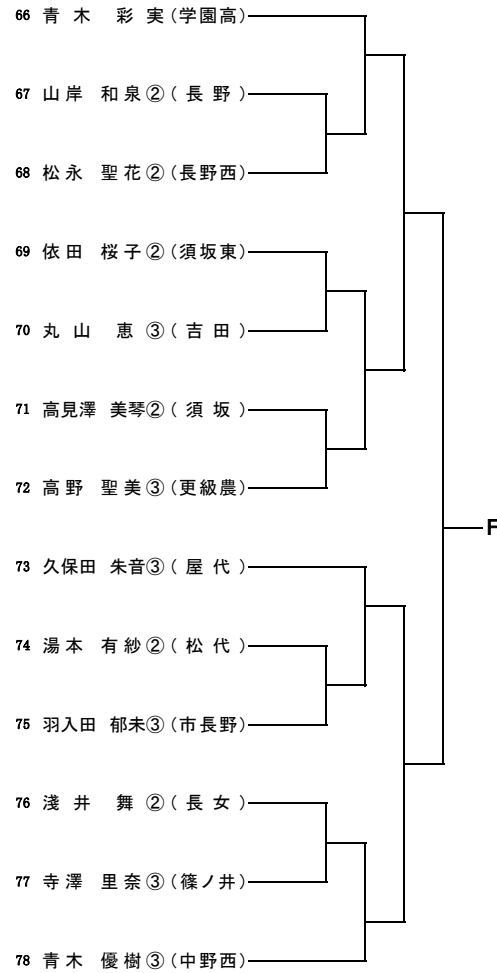 66 青木 彩実(学園高)
67 山岸 和泉②(長野)
68 松永 聖花②(長野西)
69 依田 桜子②(須坂東)
70 丸山 恵③(吉田)
71 高見澤 美琴②(須坂)
72 高野 聖美③(更級農)
F
73 久保田 朱音③(屋代)
74 湯本 有紗②(松代)
75 羽入田 郁未③(市長野)
76 淺井 舞②(長女)
77 寺澤 里奈③(篠ノ井)
78 青木 優樹③(中野西)